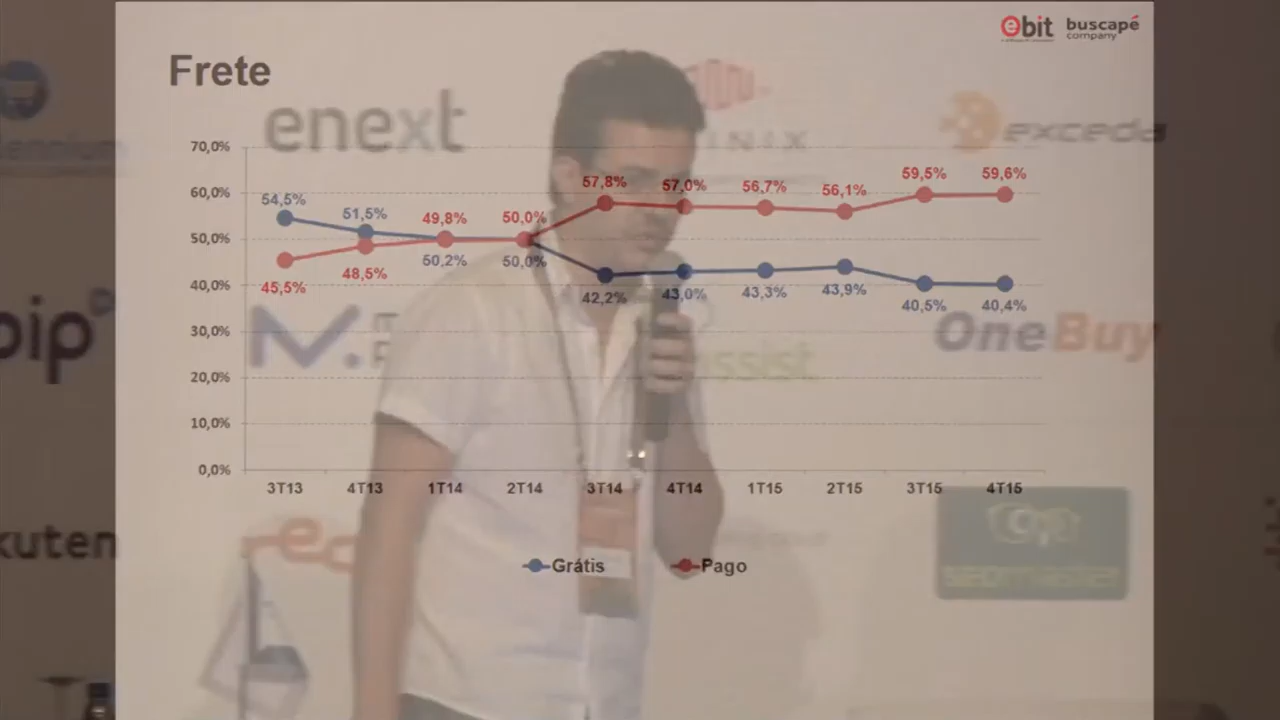 ebit buscapé
company
Frete
enext
exceda
70,0%
60,0%
50,0%
40,0%
30,0%
20,0%
10,0%
0,0%
54,5% 51,5% 50,2% 50,0% 42,2% 43,0% 43,3% 43,9% 40,5% 40,4%
45,5% 48,5% 49,8% 50,0% 57,8% 57,0% 56,7% 56,1% 59,5% 59,6%
OneBuy
3T13 4T13 1T14 2T14 3T14 4T14 1T15 2T15 3T15 4T15
Grátis Pago